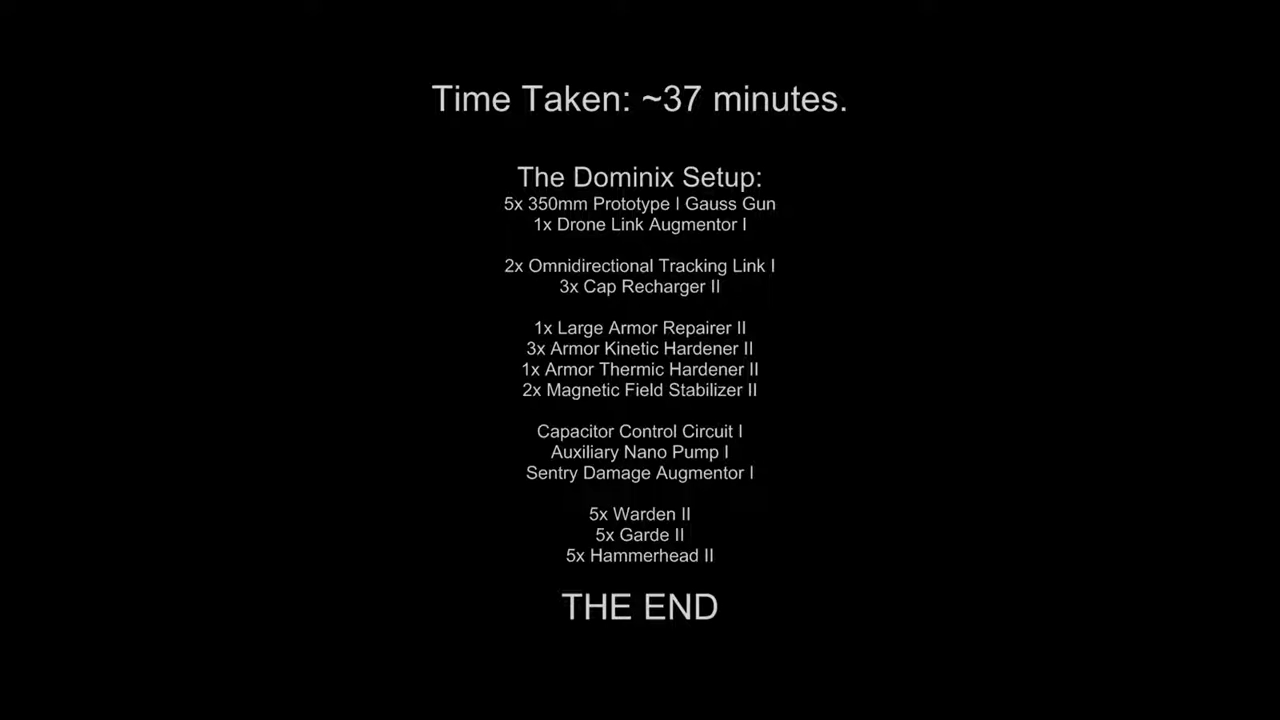 Time Taken: ~37 minutes.
The Dominix Setup:
5x 350mm Prototype I Gauss Gun
1x Drone Link Augmentor I
2x Omnidirectional Tracking Link I
3x Cap Recharger II
1x Large Armor Repairer II
3x Armor Kinetic Hardener II
1x Armor Thermic Hardener II
2x Magnetic Field Stabilizer II
Capacitor Control Circuit I
Auxiliary Nano Pump I
Sentry Damage Augmentor I
5x Warden II
5x Garde II
5x Hammerhead II
THE END